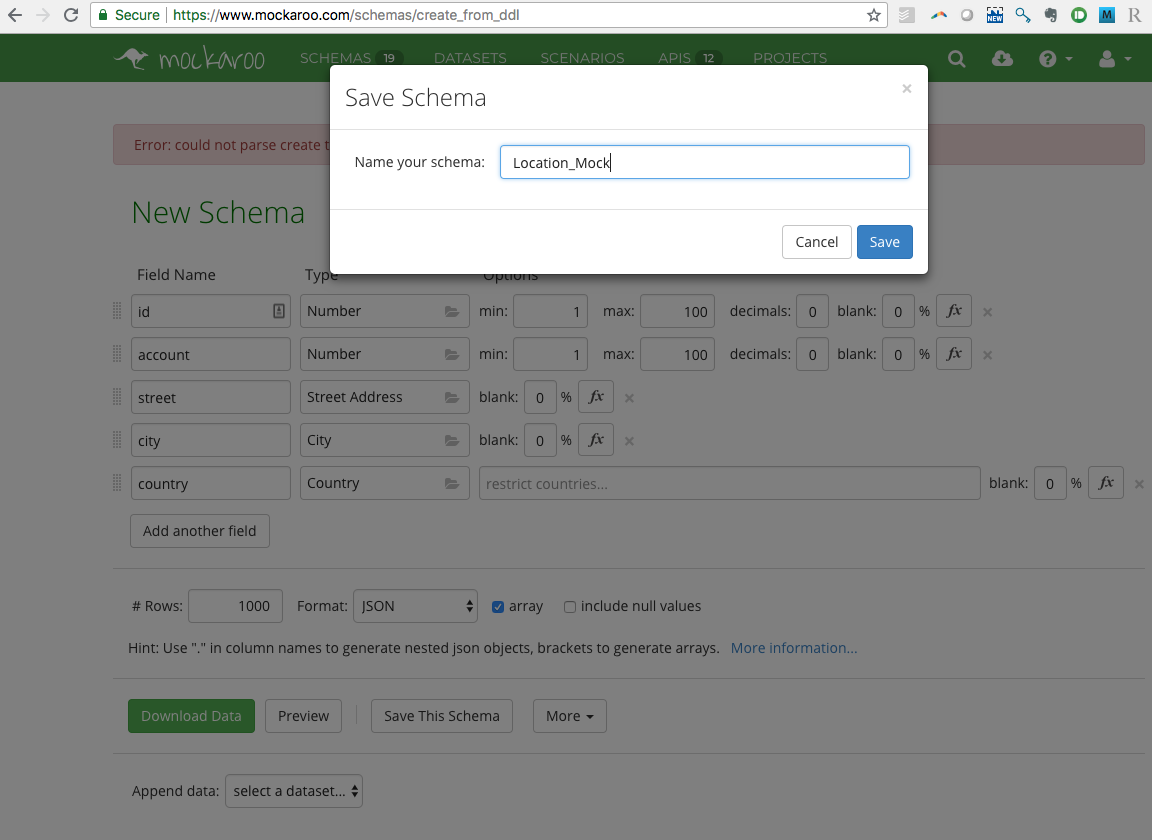 Secure https://www.mockaroo.com/schemas/create_from_ddl
NEW M R
mockaroo SCHEMAS 19 DATASETS SCENARIOS APIS 12 PROJECTS ?
Save Schema ×
Error: could not parse create t
Name your schema: Location_Mock
New Schema
Cancel Save
Field Name Type Options
id Number min: 1 max: 100 decimals: 0 blank: 0 % fx ×
account Number min: 1 max: 100 decimals: 0 blank: 0 % fx ×
street Street Address blank: 0 % fx ×
city City blank: 0 % fx ×
country Country restrict countries... blank: 0 % fx ×
Add another field
# Rows: 1000 Format: JSON array include null values
Hint: Use "." in column names to generate nested json objects, brackets to generate arrays. More information...
Download Data Preview Save This Schema More
Append data: select a dataset...